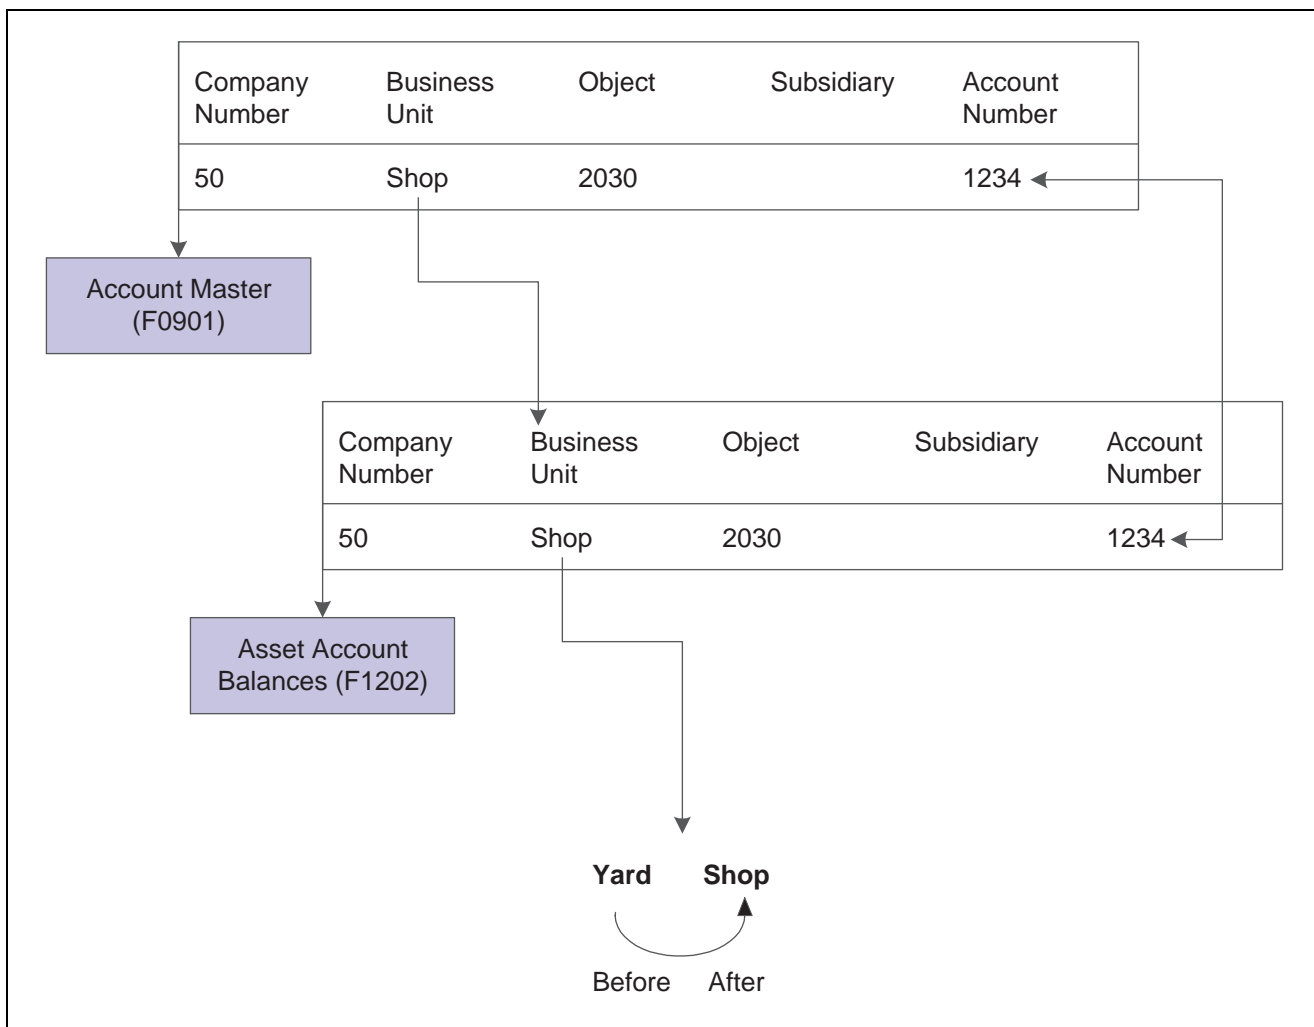 Company Business Object Subsidiary Account
Number Unit Number
50 Shop 2030 1234
Account Master
(F0901)
Company Business Object Subsidiary Account
Number Unit Number
50 Shop 2030 1234
Asset Account
Balances (F1202)
Yard Shop
Before After